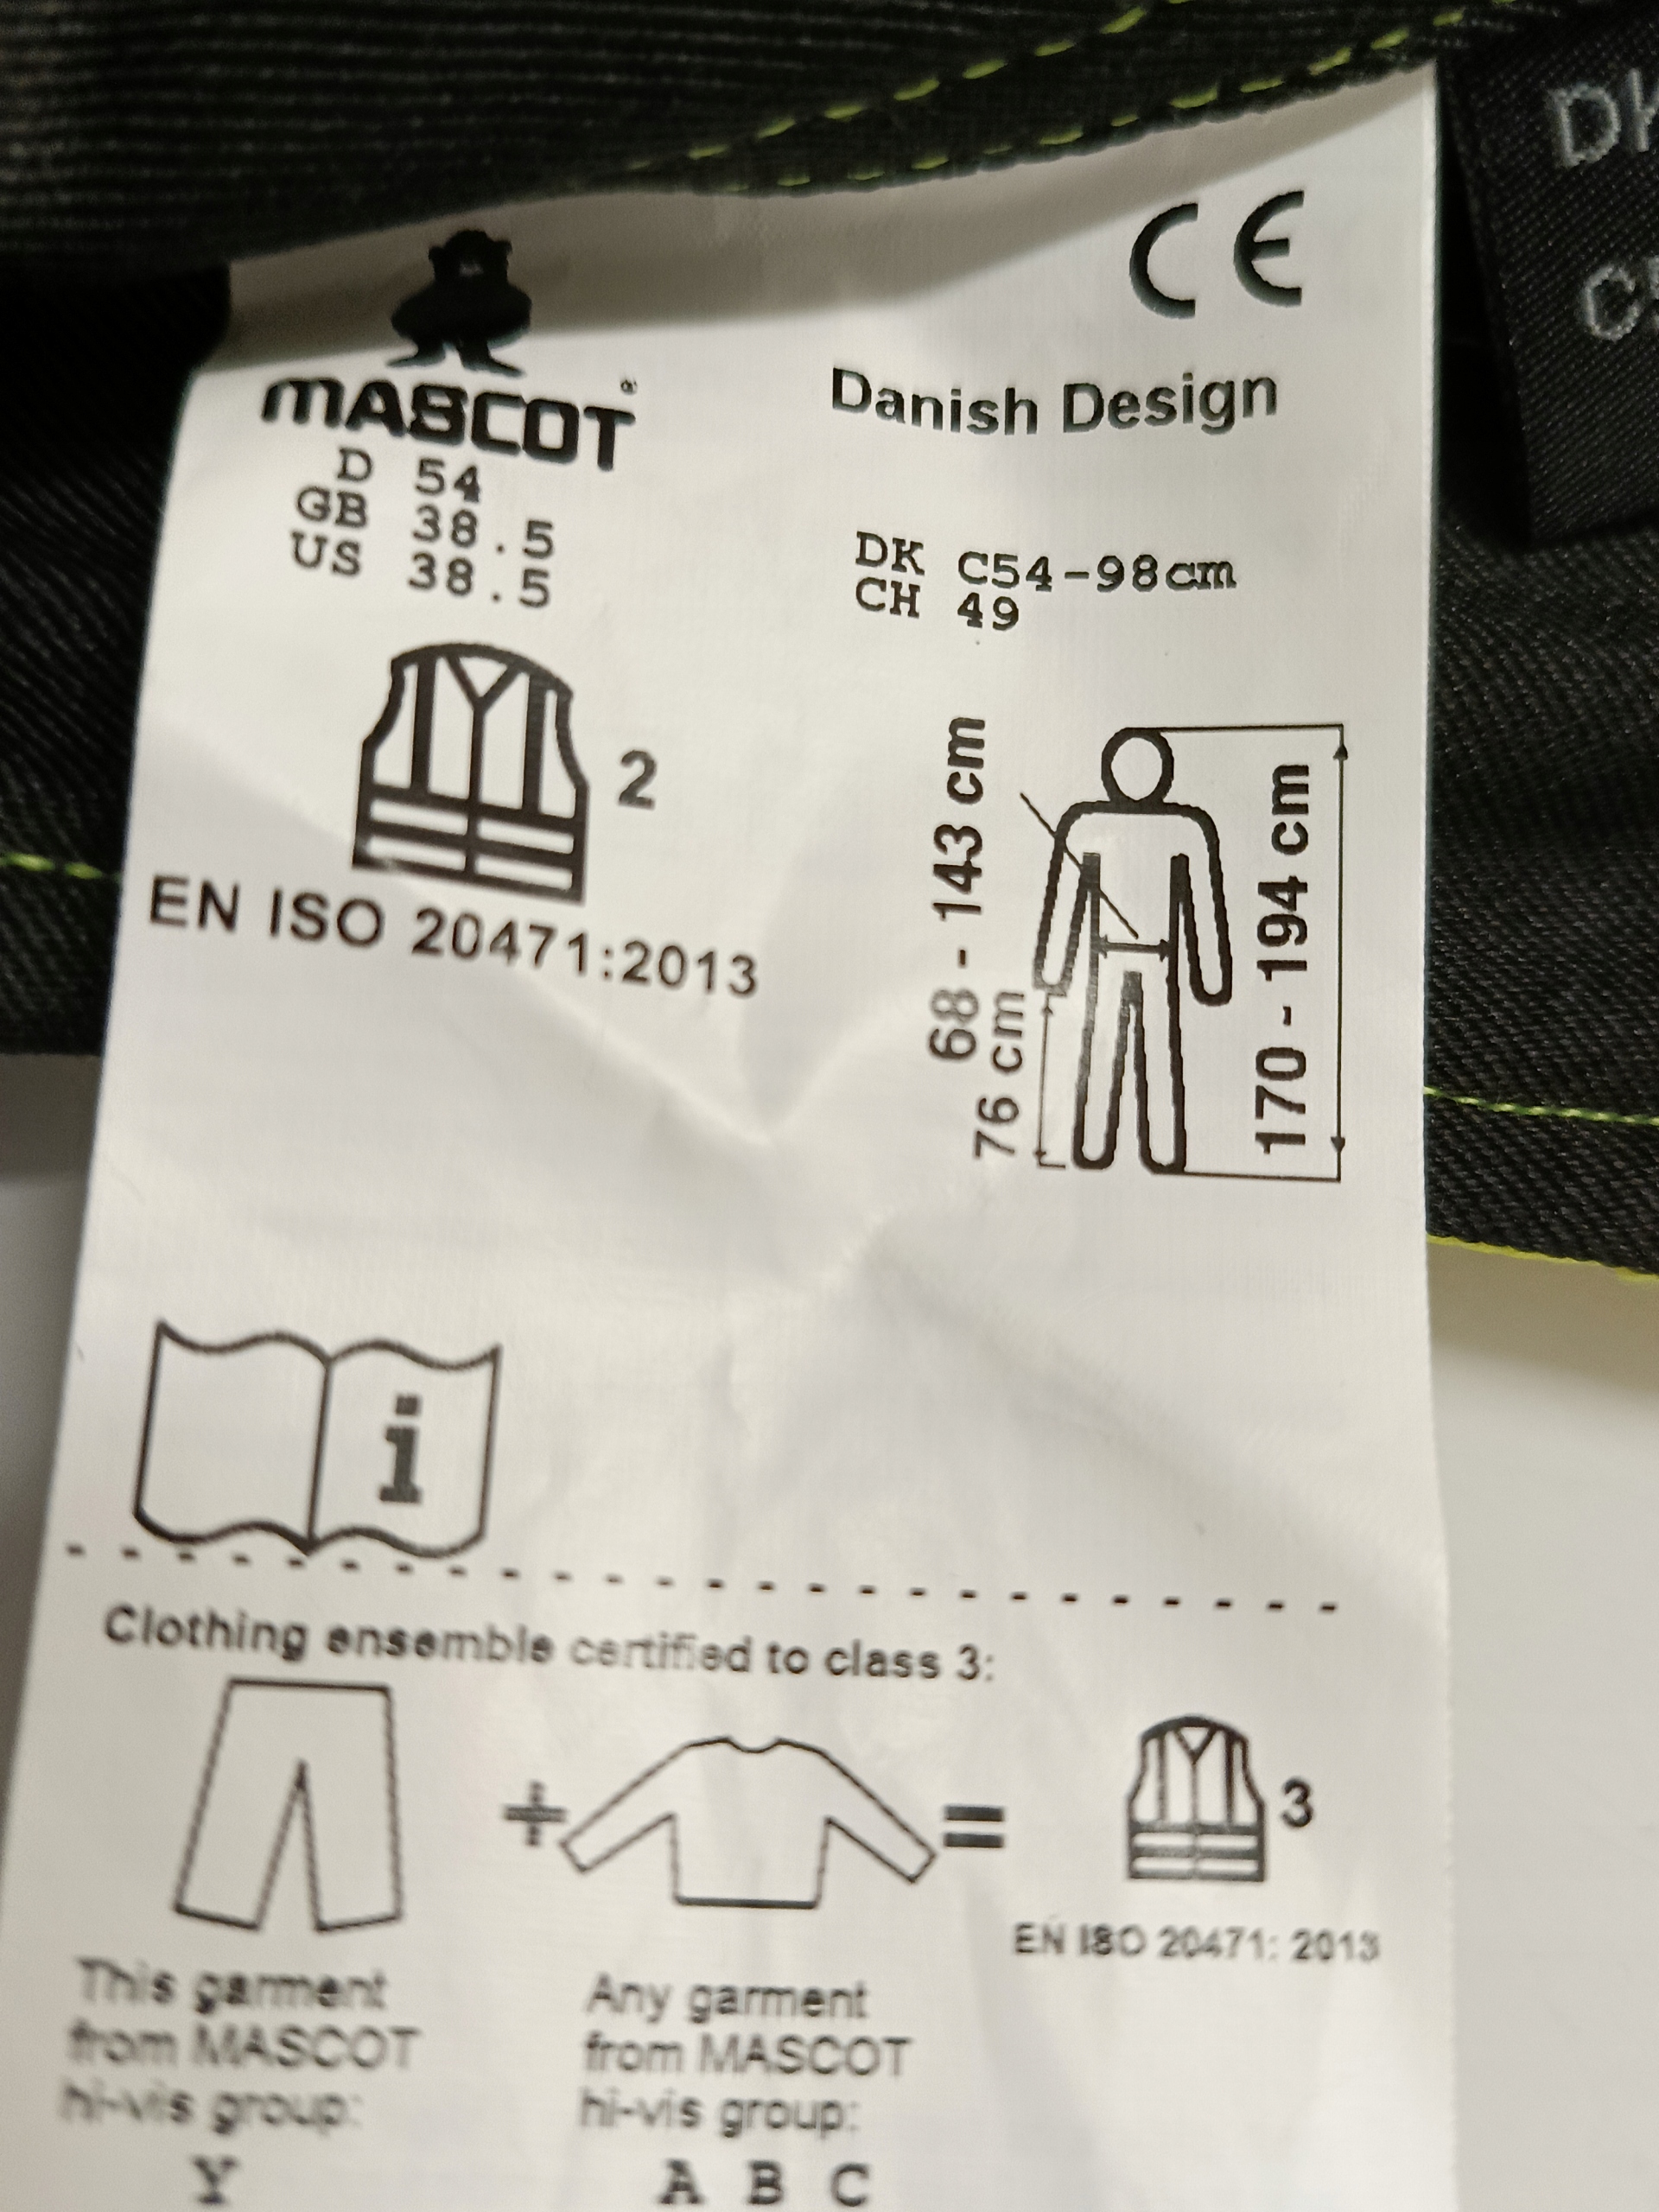 CE
MASCOT®
Danish Design
D 54
GB 38.5
US 38.5
DK C54-98cm
CH 49
2
EN ISO 20471:2013
68 - 143 cm
76 cm
170 - 194 cm
i
Clothing ensemble certified to class 3:
+
=
3
EN ISO 20471: 2013
This garment
from MASCOT
hi-vis group:
Y
Any garment
from MASCOT
hi-vis group:
A B C